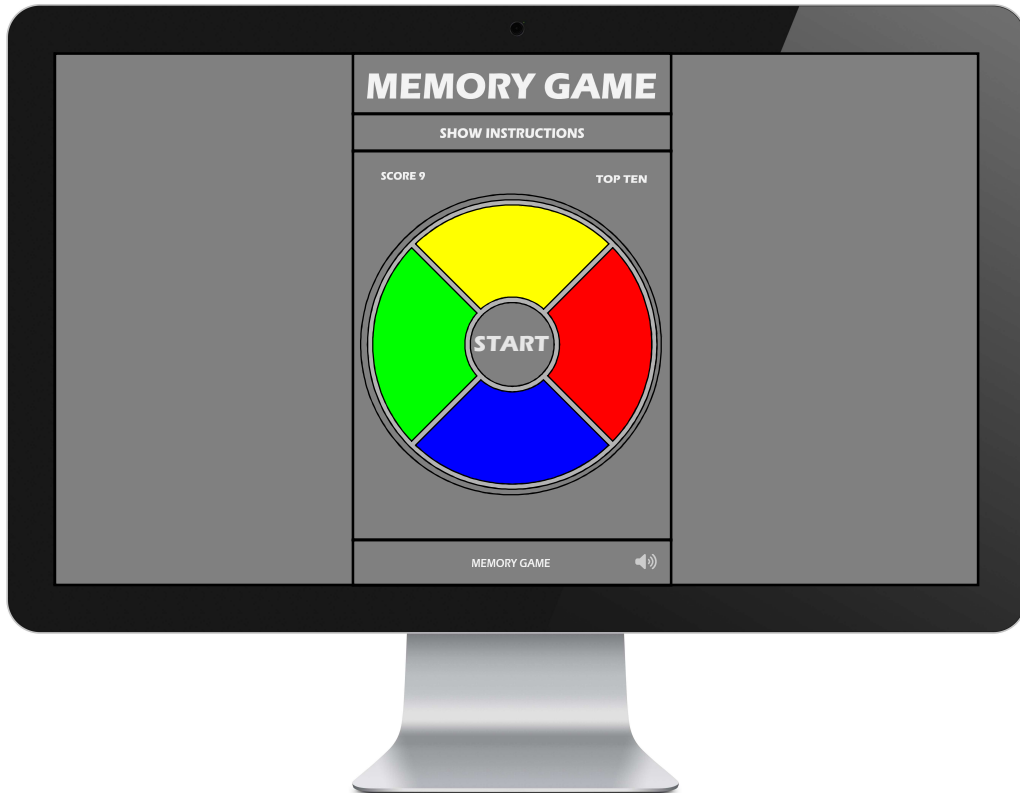 MEMORY GAME
SHOW INSTRUCTIONS
SCORE 9
TOP TEN
START
MEMORY GAME